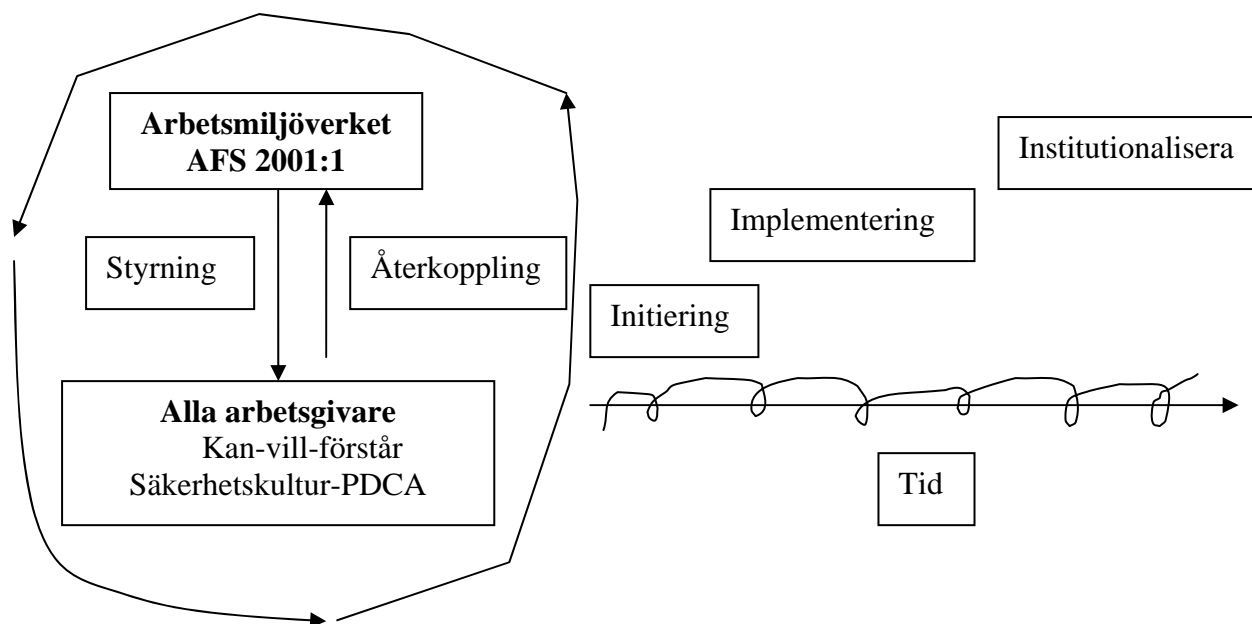 Arbetsmiljöverket
AFS 2001:1
Styrning
Återkoppling
Alla arbetsgivare
Kan-vill-förstår
Säkerhetskultur-PDCA
Institutionalisera
Implementering
Initiering
Tid